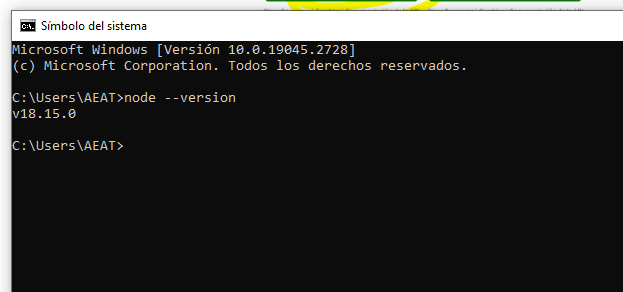 Símbolo del sistema
Microsoft Windows [Versión 10.0.19045.2728]
(c) Microsoft Corporation. Todos los derechos reservados.
C:\Users\AEAT>node --version
v18.15.0
C:\Users\AEAT>